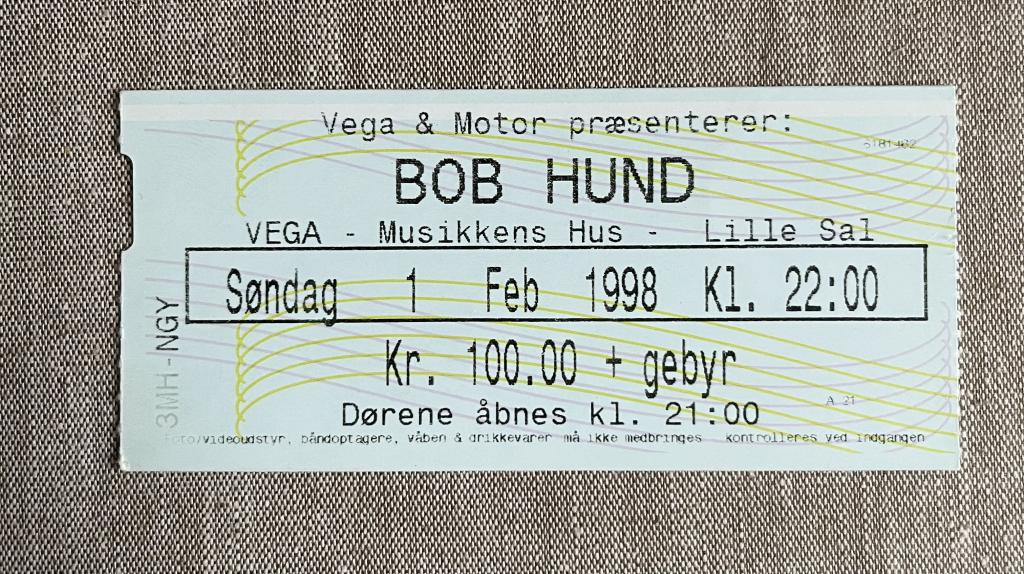 Vega & Motor præsenterer:
BOB HUND
VEGA - Musikkens Hus - Lille Sal
Søndag 1 Feb 1998 Kl. 22:00
Kr. 100.00 + gebyr
Dørene åbnes kl. 21:00
Foto/videoudstyr, båndoptagere, våben & drikkevarer må ikke medbringes kontrolleres ved indgangen
3MH-NGY
A 21